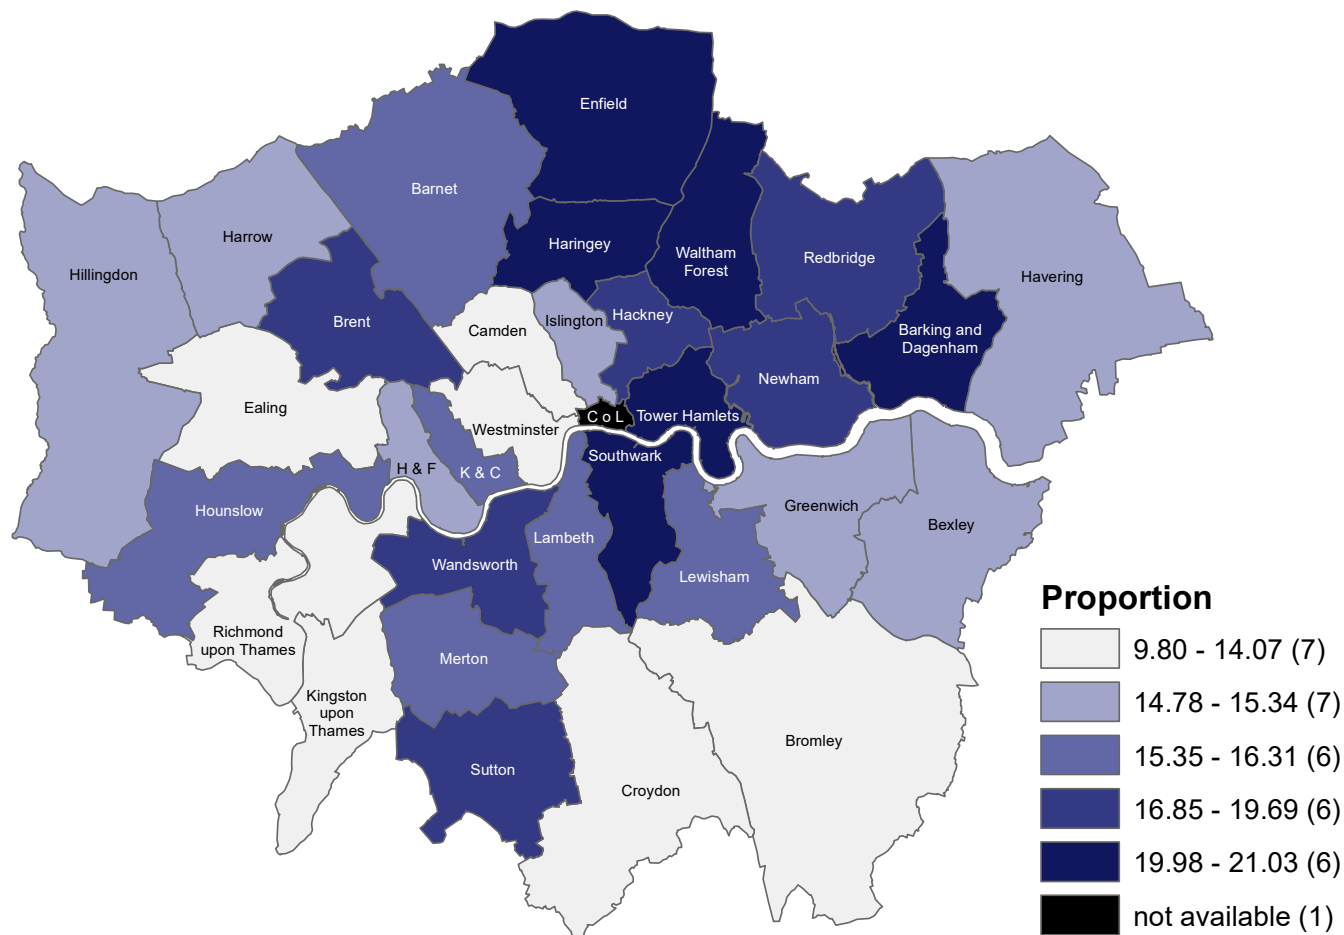 Enfield
Barnet
Harrow
Haringey
Waltham
Forest
Redbridge
Hillingdon
Havering
Brent
Camden
Islington
Hackney
Barking and
Dagenham
Newham
Ealing
Westminster
C o L
Tower Hamlets
H & F
K & C
Southwark
Hounslow
Greenwich
Bexley
Lambeth
Wandsworth
Lewisham
Richmond
upon Thames
Merton
Kingston
upon
Thames
Bromley
Sutton
Croydon
Proportion
9.80 - 14.07 (7)
14.78 - 15.34 (7)
15.35 - 16.31 (6)
16.85 - 19.69 (6)
19.98 - 21.03 (6)
not available (1)